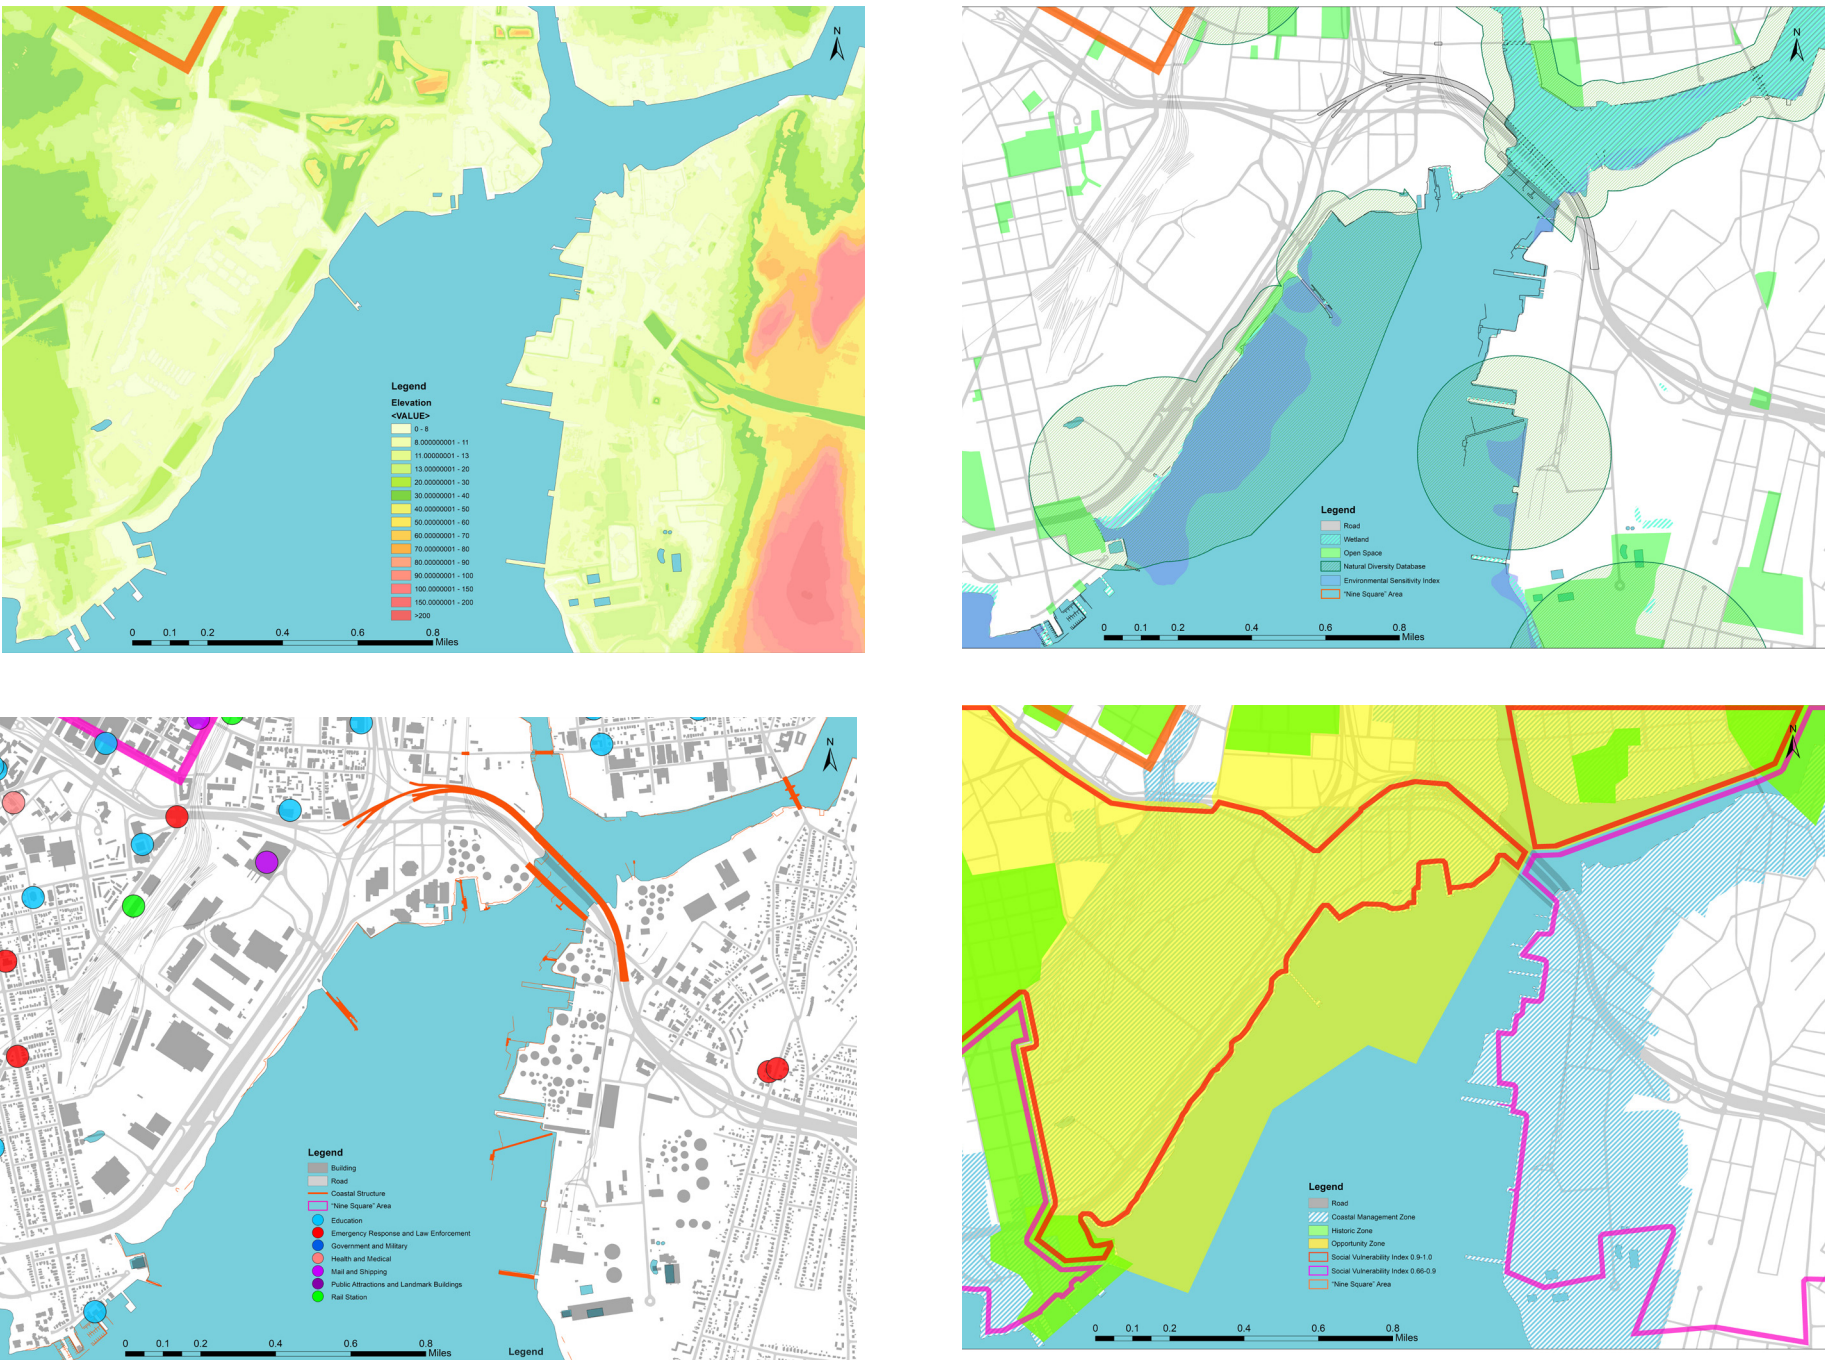 N
Legend
Elevation
<VALUE>
0 - 8
8.000000001 - 11
11.00000001 - 13
13.00000001 - 20
20.00000001 - 30
30.00000001 - 40
40.00000001 - 50
50.00000001 - 60
60.00000001 - 70
70.00000001 - 80
80.00000001 - 90
90.00000001 - 100
100.0000001 - 150
150.0000001 - 200
>200
0 0.1 0.2 0.4 0.6 0.8
Miles
N
Legend
Road
Wetland
Open Space
Natural Diversity Database
Environmental Sensitivity Index
"Nine Square" Area
0 0.1 0.2 0.4 0.6 0.8
Miles
N
Legend
Building
Road
Coastal Structure
"Nine Square" Area
Education
Emergency Response and Law Enforcement
Government and Military
Health and Medical
Mail and Shipping
Public Attractions and Landmark Buildings
Rail Station
0 0.1 0.2 0.4 0.6 0.8
Miles
Legend
N
Legend
Road
Coastal Management Zone
Historic Zone
Opportunity Zone
Social Vulnerability Index 0.9-1.0
Social Vulnerability Index 0.66-0.9
"Nine Square" Area
0 0.1 0.2 0.4 0.6 0.8
Miles